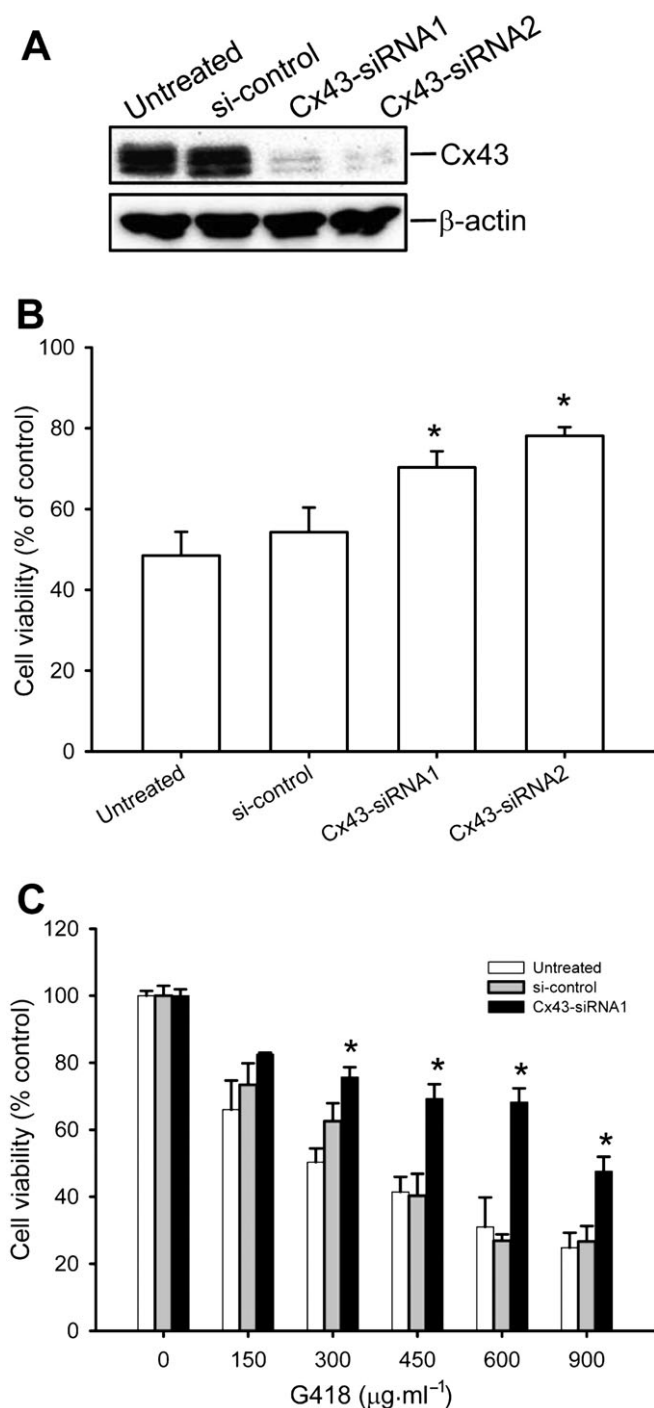 A
Untreated
si-control
Cx43-siRNA1
Cx43-siRNA2
Cx43
β-actin
B
Cell viability (% of control)
100
80
60
40
20
0
*
*
Untreated
si-control
Cx43-siRNA1
Cx43-siRNA2
C
Cell viability (% control)
120
100
80
60
40
20
0
Untreated
si-control
Cx43-siRNA1
*
*
*
*
0 150 300 450 600 900
G418 (μg·ml⁻¹)